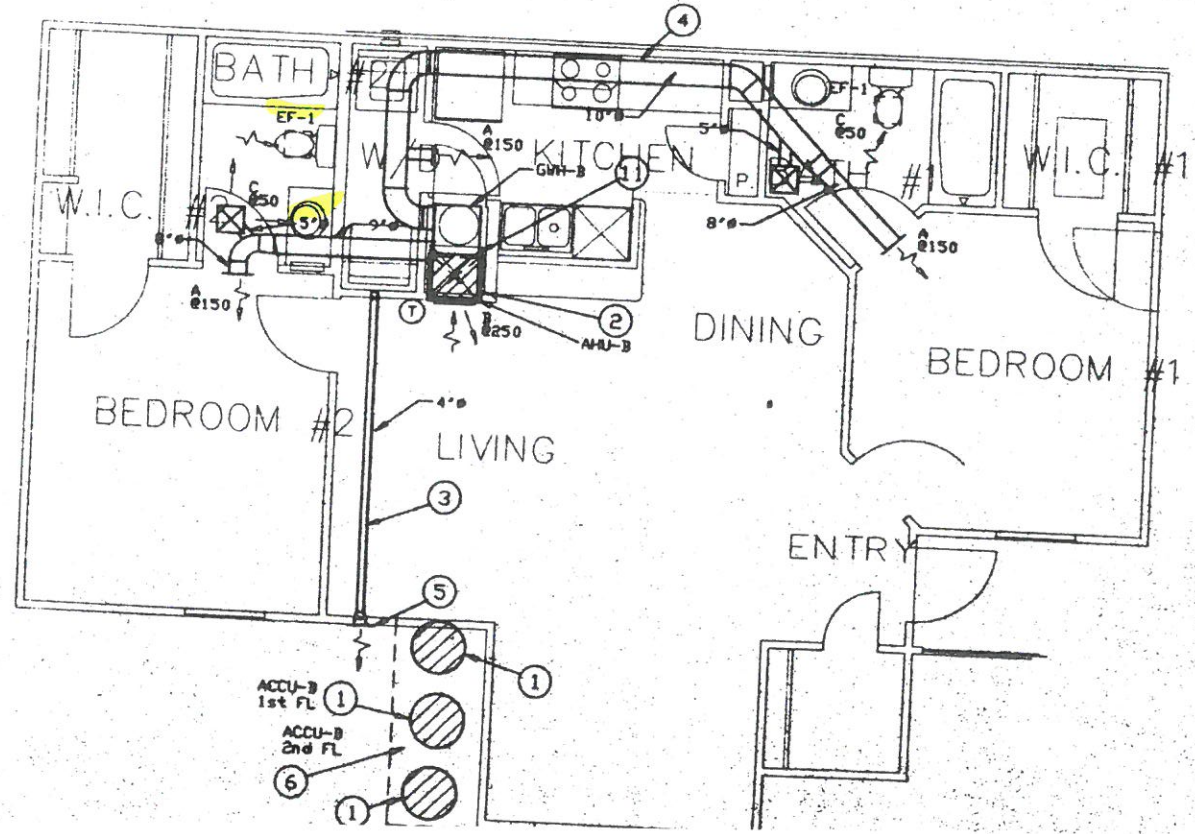 4
BATH
#2
EF-1
A
@150
10"ø
KITCHEN
5"ø
EF-1
C
@50
W.I.C.
#1
W.I.C.
C
@50
5"ø
9"ø
GWH-B
11
P
#1
8"ø
A
@150
8"ø
A
@150
T
B
@250
2
AHU-B
DINING
BEDROOM
#1
BEDROOM
#2
4"ø
LIVING
3
ENTRY
5
1
ACCU-B
1st FL
1
ACCU-B
2nd FL
6
1